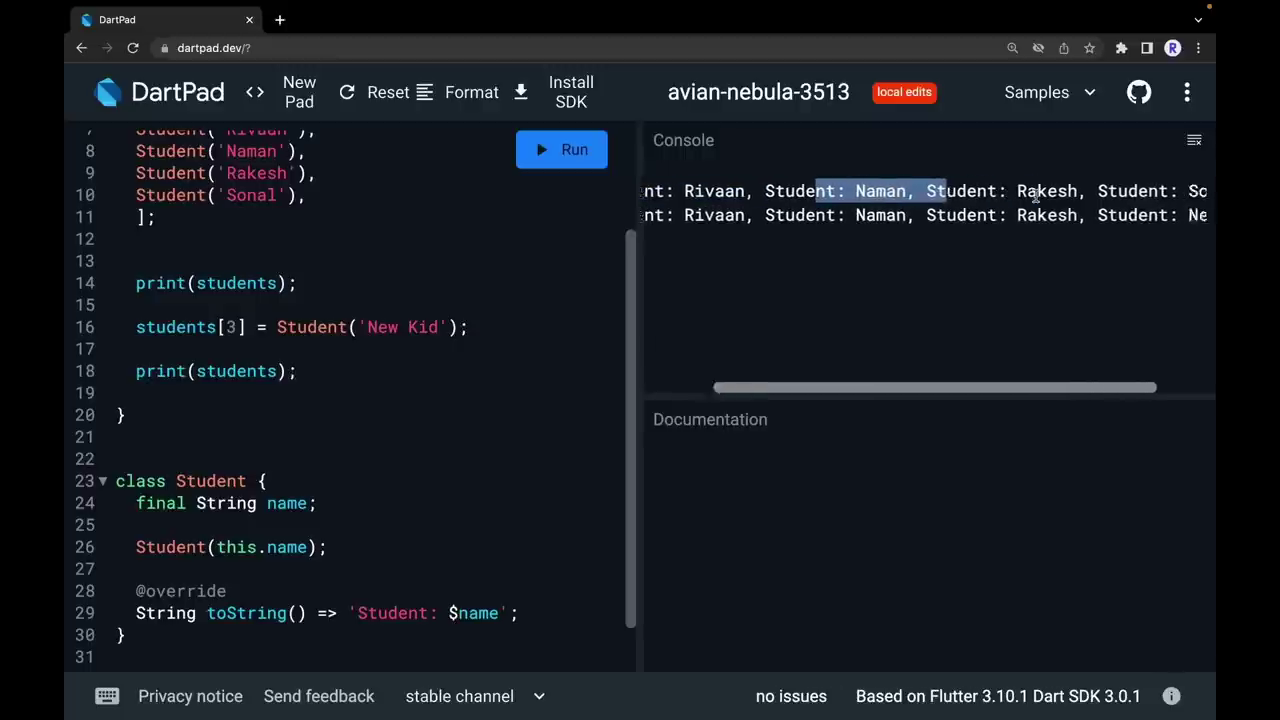 DartPad
dartpad.dev/?
R
DartPad
New Pad
Reset
Format
Install SDK
avian-nebula-3513
local edits
Samples
7 Student('Rivaan'),
8 Student('Naman'),
9 Student('Rakesh'),
10 Student('Sonal'),
11 ];
12
13
14 print(students);
15
16 students[3] = Student('New Kid');
17
18 print(students);
19
20 }
21
22
23 class Student {
24 final String name;
25
26 Student(this.name);
27
28 @override
29 String toString() => 'Student: $name';
30 }
31
Run
Console
nt: Rivaan, Student: Naman, Student: Rakesh, Student: So
nt: Rivaan, Student: Naman, Student: Rakesh, Student: Ne
Documentation
Privacy notice
Send feedback
stable channel
no issues
Based on Flutter 3.10.1 Dart SDK 3.0.1